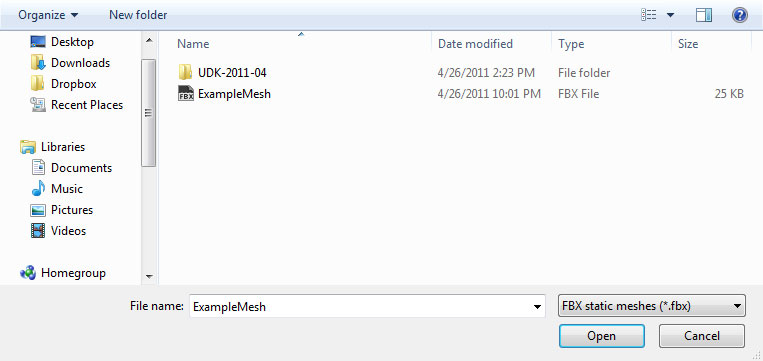 Organize New folder
Name Date modified Type Size
Desktop
Downloads
Dropbox
Recent Places
Libraries
Documents
Music
Pictures
Videos
Homegroup
UDK-2011-04 4/26/2011 2:23 PM File folder
FBX ExampleMesh 4/26/2011 10:01 PM FBX File 25 KB
File name: ExampleMesh FBX static meshes (*.fbx)
Open Cancel